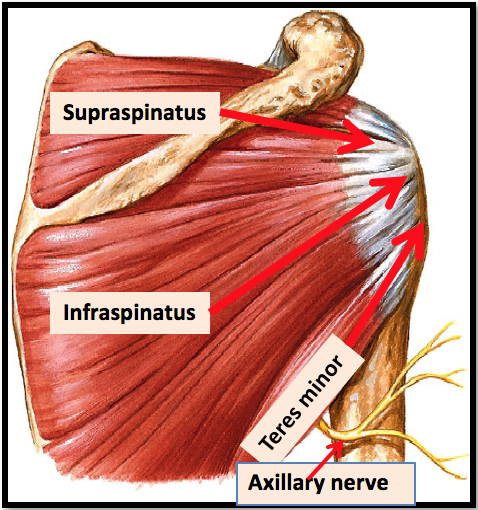 Supraspinatus
Infraspinatus
Teres minor
Axillary nerve